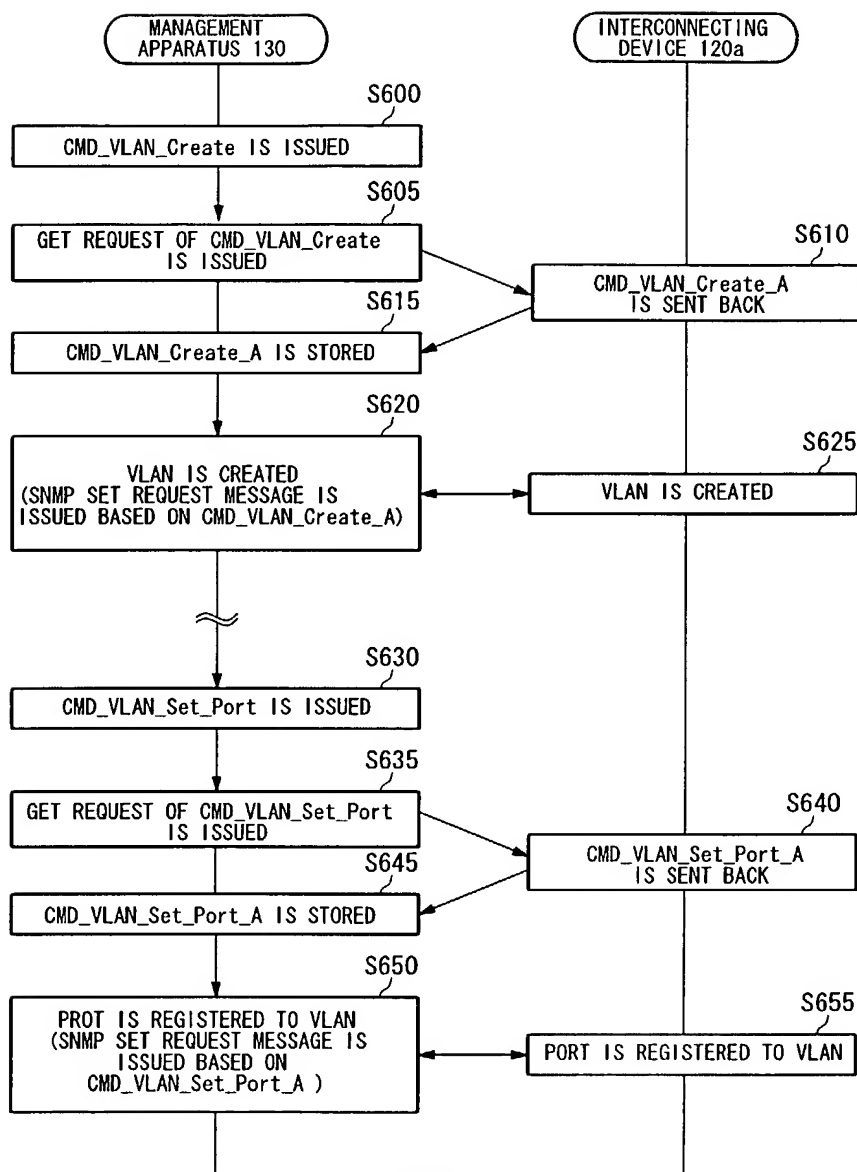 MANAGEMENT
APPARATUS 130
INTERCONNECTING
DEVICE 120a
S600
CMD_VLAN_Create IS ISSUED
S605
GET REQUEST OF CMD_VLAN_Create
IS ISSUED
S610
CMD_VLAN_Create_A
IS SENT BACK
S615
CMD_VLAN_Create_A IS STORED
S620
VLAN IS CREATED
(SNMP SET REQUEST MESSAGE IS
ISSUED BASED ON CMD_VLAN_Create_A)
S625
VLAN IS CREATED
S630
CMD_VLAN_Set_Port IS ISSUED
S635
GET REQUEST OF CMD_VLAN_Set_Port
IS ISSUED
S640
CMD_VLAN_Set_Port_A
IS SENT BACK
S645
CMD_VLAN_Set_Port_A IS STORED
S650
PROT IS REGISTERED TO VLAN
(SNMP SET REQUEST MESSAGE IS
ISSUED BASED ON
CMD_VLAN_Set_Port_A )
S655
PORT IS REGISTERED TO VLAN